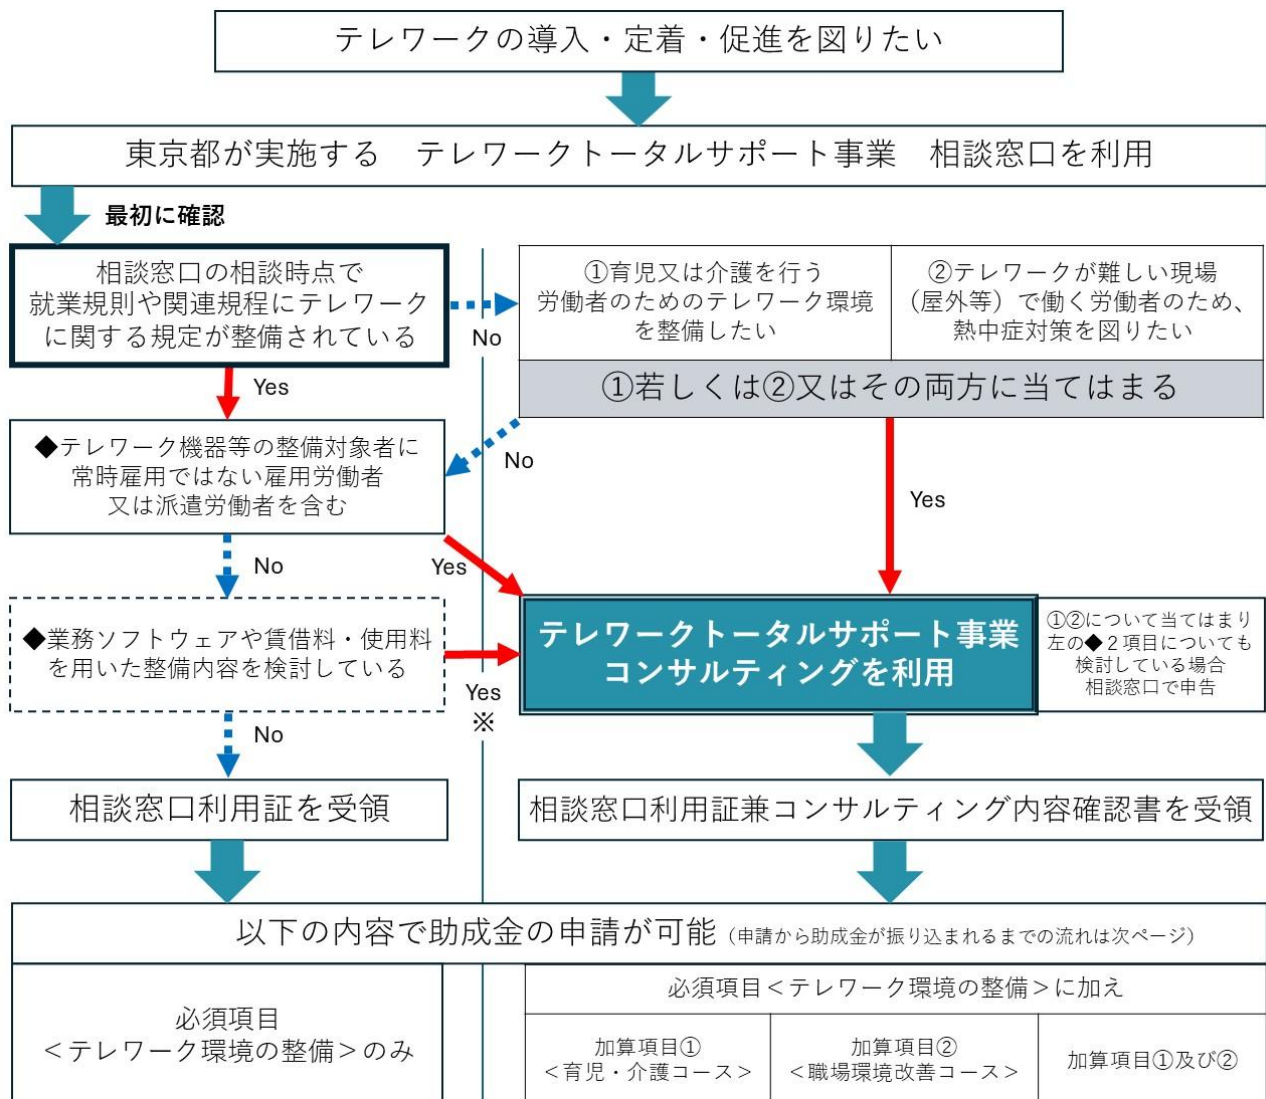 テレワークの導入・定着・促進を図りたい
東京都が実施する　テレワークトータルサポート事業　相談窓口を利用
最初に確認
相談窓口の相談時点で
就業規則や関連規程にテレワーク
に関する規定が整備されている
No
①育児又は介護を行う
労働者のためのテレワーク環境
を整備したい
②テレワークが難しい現場
（屋外等）で働く労働者のため、
熱中症対策を図りたい
①若しくは②又はその両方に当てはまる
Yes
No
Yes
◆テレワーク機器等の整備対象者に
常時雇用ではない雇用労働者
又は派遣労働者を含む
No
Yes
◆業務ソフトウェアや賃借料・使用料
を用いた整備内容を検討している
Yes
※
テレワークトータルサポート事業
コンサルティングを利用
①②について当てはまり
左の◆２項目についても
検討している場合
相談窓口で申告
No
相談窓口利用証を受領
相談窓口利用証兼コンサルティング内容確認書を受領
以下の内容で助成金の申請が可能（申請から助成金が振り込まれるまでの流れは次ページ）
必須項目
＜テレワーク環境の整備＞のみ
必須項目＜テレワーク環境の整備＞に加え
加算項目①
＜育児・介護コース＞
加算項目②
＜職場環境改善コース＞
加算項目①及び②